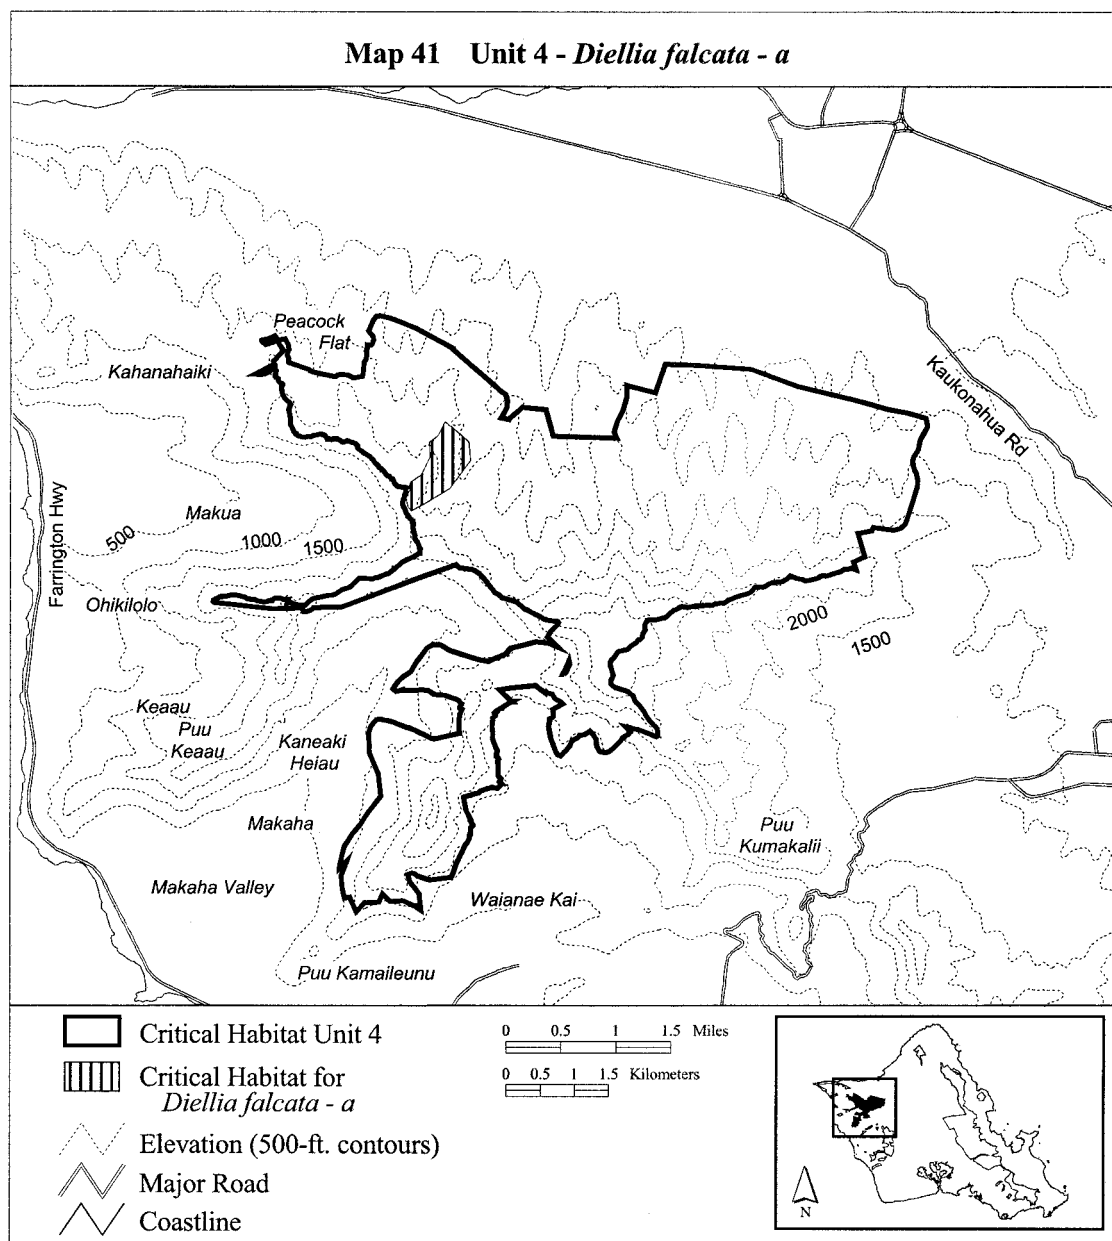 Map 41 Unit 4 - Diellia falcata - a
Peacock
Flat
Kahanahaiki
Kaukonahua Rd
Farrington Hwy
Makua
500
1000
1500
Ohikilolo
2000
1500
Keaau
Puu
Keaau
Kaneaki
Heiau
Makaha
Puu
Kumakalii
Makaha Valley
Waianae Kai
Puu Kamaileunu
Critical Habitat Unit 4
Critical Habitat for
Diellia falcata - a
Elevation (500-ft. contours)
Major Road
Coastline
0 0.5 1 1.5 Miles
0 0.5 1 1.5 Kilometers
N